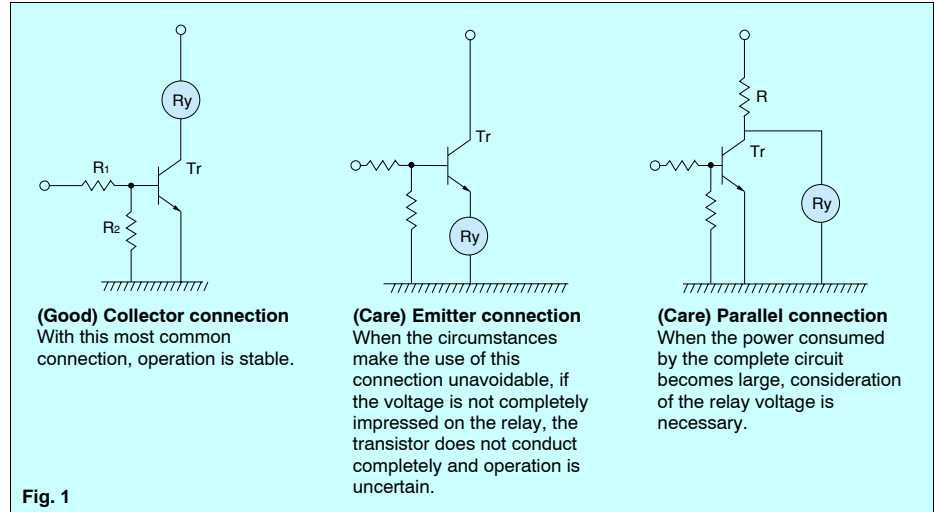 Ry
Tr
R1
R2
(Good) Collector connection
With this most common
connection, operation is stable.
Tr
Ry
(Care) Emitter connection
When the circumstances
make the use of this
connection unavoidable, if
the voltage is not completely
impressed on the relay, the
transistor does not conduct
completely and operation is
uncertain.
R
Tr
Ry
(Care) Parallel connection
When the power consumed
by the complete circuit
becomes large, consideration
of the relay voltage is
necessary.
Fig. 1